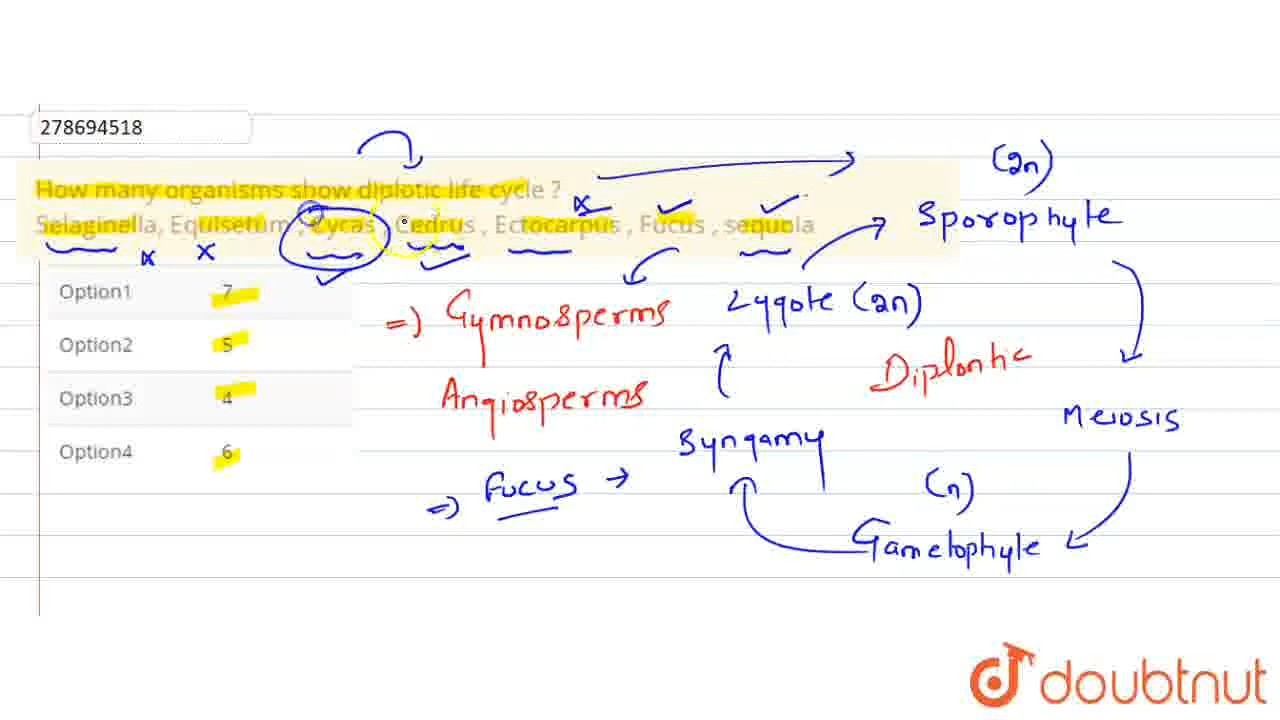 278694518
(2n)
How many organisms show diplotic life cycle ?
Selaginella, Equisetum , Cycas , Cedrus , Ectocarpus , Focus , sequoia
Sporophyte
Option1 7
Option2 5
Option3 4
Option4 6
=) Gymnosperms
Angiosperms
=) Fucus →
Zygote (2n)
Diplontic
Meiosis
Syngamy
(n)
Gametophyte
doubtnut